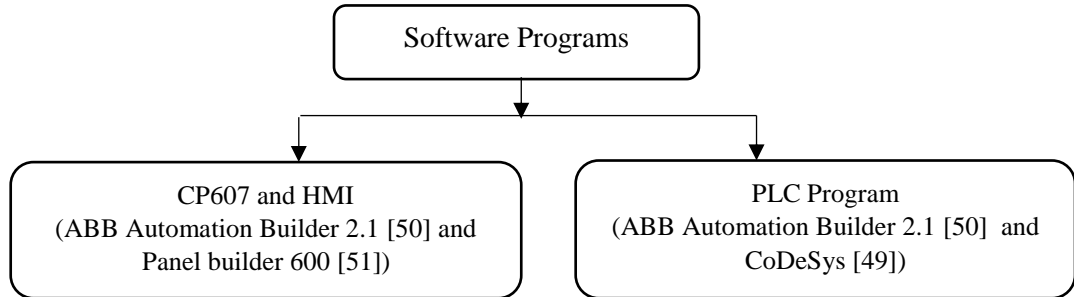 Software Programs
CP607 and HMI
(ABB Automation Builder 2.1 [50] and
Panel builder 600 [51])
PLC Program
(ABB Automation Builder 2.1 [50] and
CoDeSys [49])